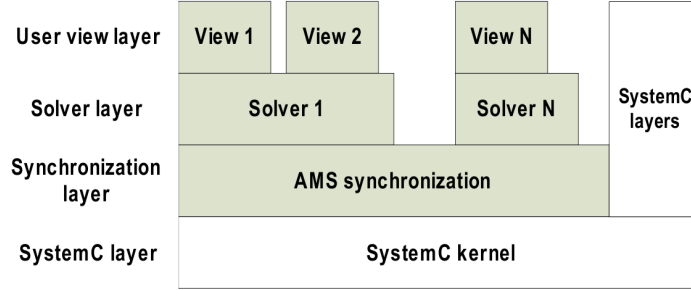 User view layer
View 1
View 2
View N
Solver layer
Solver 1
Solver N
SystemC
layers
Synchronization
layer
AMS synchronization
SystemC layer
SystemC kernel